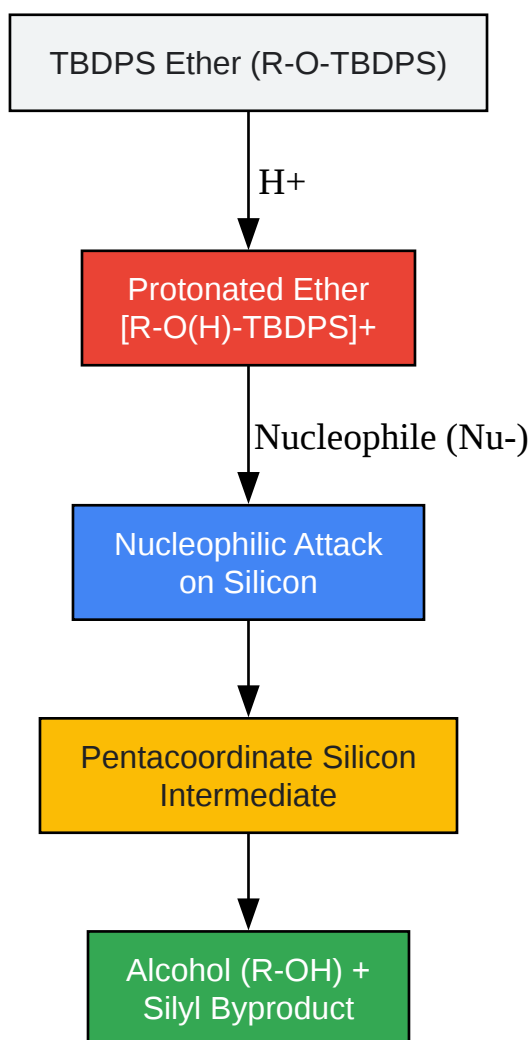 TBDPS Ether (R-O-TBDPS)
H+
Protonated Ether
[R-O(H)-TBDPS]+
Nucleophile (Nu-)
Nucleophilic Attack
on Silicon
Pentacoordinate Silicon
Intermediate
Alcohol (R-OH) +
Silyl Byproduct